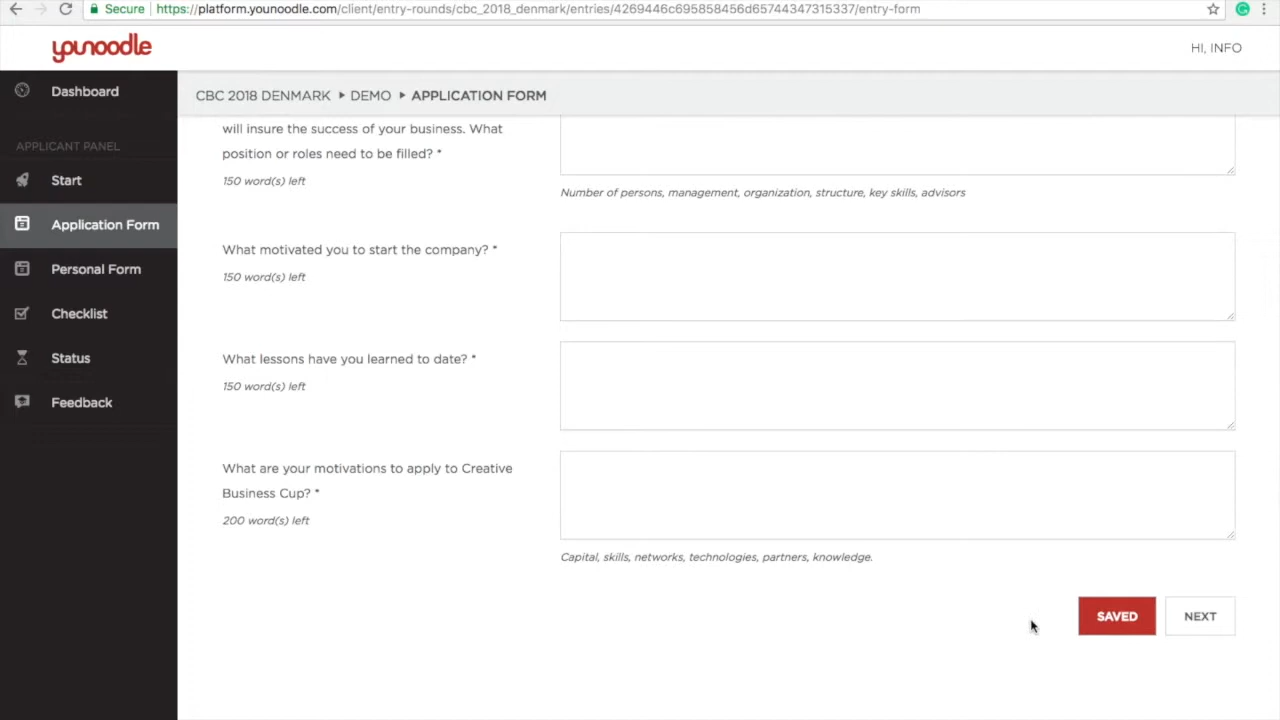 Secure https://platform.younoodle.com/client/entry-rounds/cbc_2018_denmark/entries/4269446c695858456d65744347315337/entry-form
younoodle
HI, INFO
Dashboard
CBC 2018 DENMARK ▸ DEMO ▸ APPLICATION FORM
APPLICANT PANEL
Start
Application Form
Personal Form
Checklist
Status
Feedback
will insure the success of your business. What
position or roles need to be filled? *
150 word(s) left
Number of persons, management, organization, structure, key skills, advisors
What motivated you to start the company? *
150 word(s) left
What lessons have you learned to date? *
150 word(s) left
What are your motivations to apply to Creative
Business Cup? *
200 word(s) left
Capital, skills, networks, technologies, partners, knowledge.
SAVED
NEXT